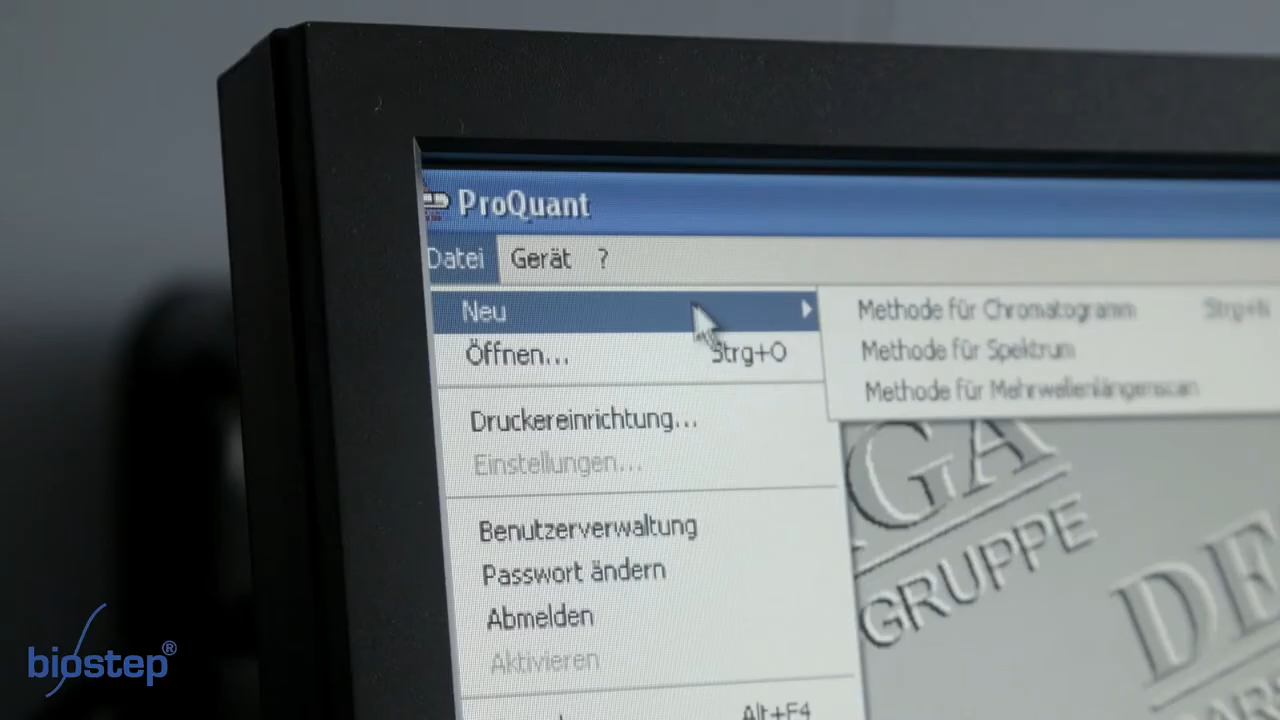 ProQuant
Datei Gerät ?
Neu
Methode für Chromatogramm Strg+N
Öffnen... Strg+O
Methode für Spektrum
Methode für Mehrwellenlängenscan
Druckereinrichtung...
Einstellungen...
Benutzerverwaltung
Passwort ändern
Abmelden
Aktivieren
Alt+F4
GA
GRUPPE
DE
biostep®